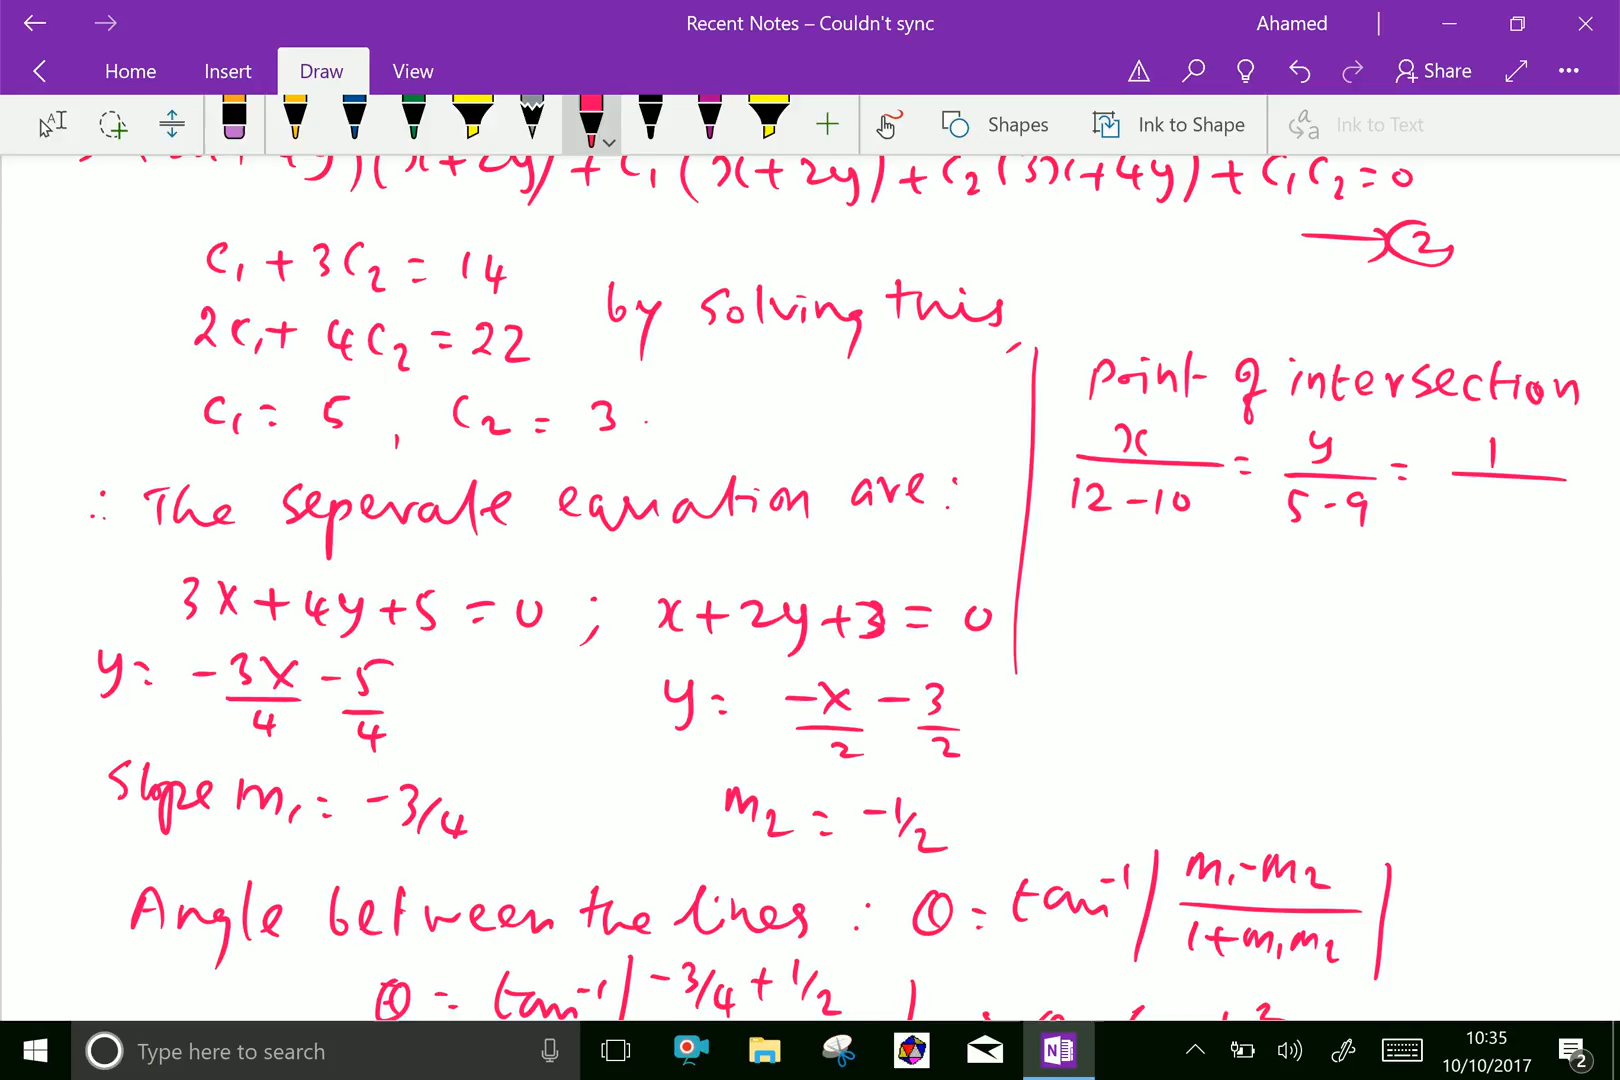 Recent Notes – Couldn't sync
Ahamed
Home Insert Draw View
Share
Shapes
Ink to Shape
Ink to Text
)(x+2y)+C₁(x+2y)+C₂(3x+4y)+C₁C₂=0
→(2)
C₁+3C₂=14
2C₁+4C₂=22
by solving this,
C₁=5, C₂=3.
∴ The seperate equation are:
3x+4y+5=0; x+2y+3=0
y= -3x/4 -5/4
y= -x/2 -3/2
Slope m₁= -3/4
m₂= -1/2
Angle between the lines: θ=tan⁻¹|m₁-m₂/1+m₁m₂|
θ= tan⁻¹|-3/4+1/2|
point of intersection
x/12-10=y/5-9=1/
Type here to search
10:35
10/10/2017
2